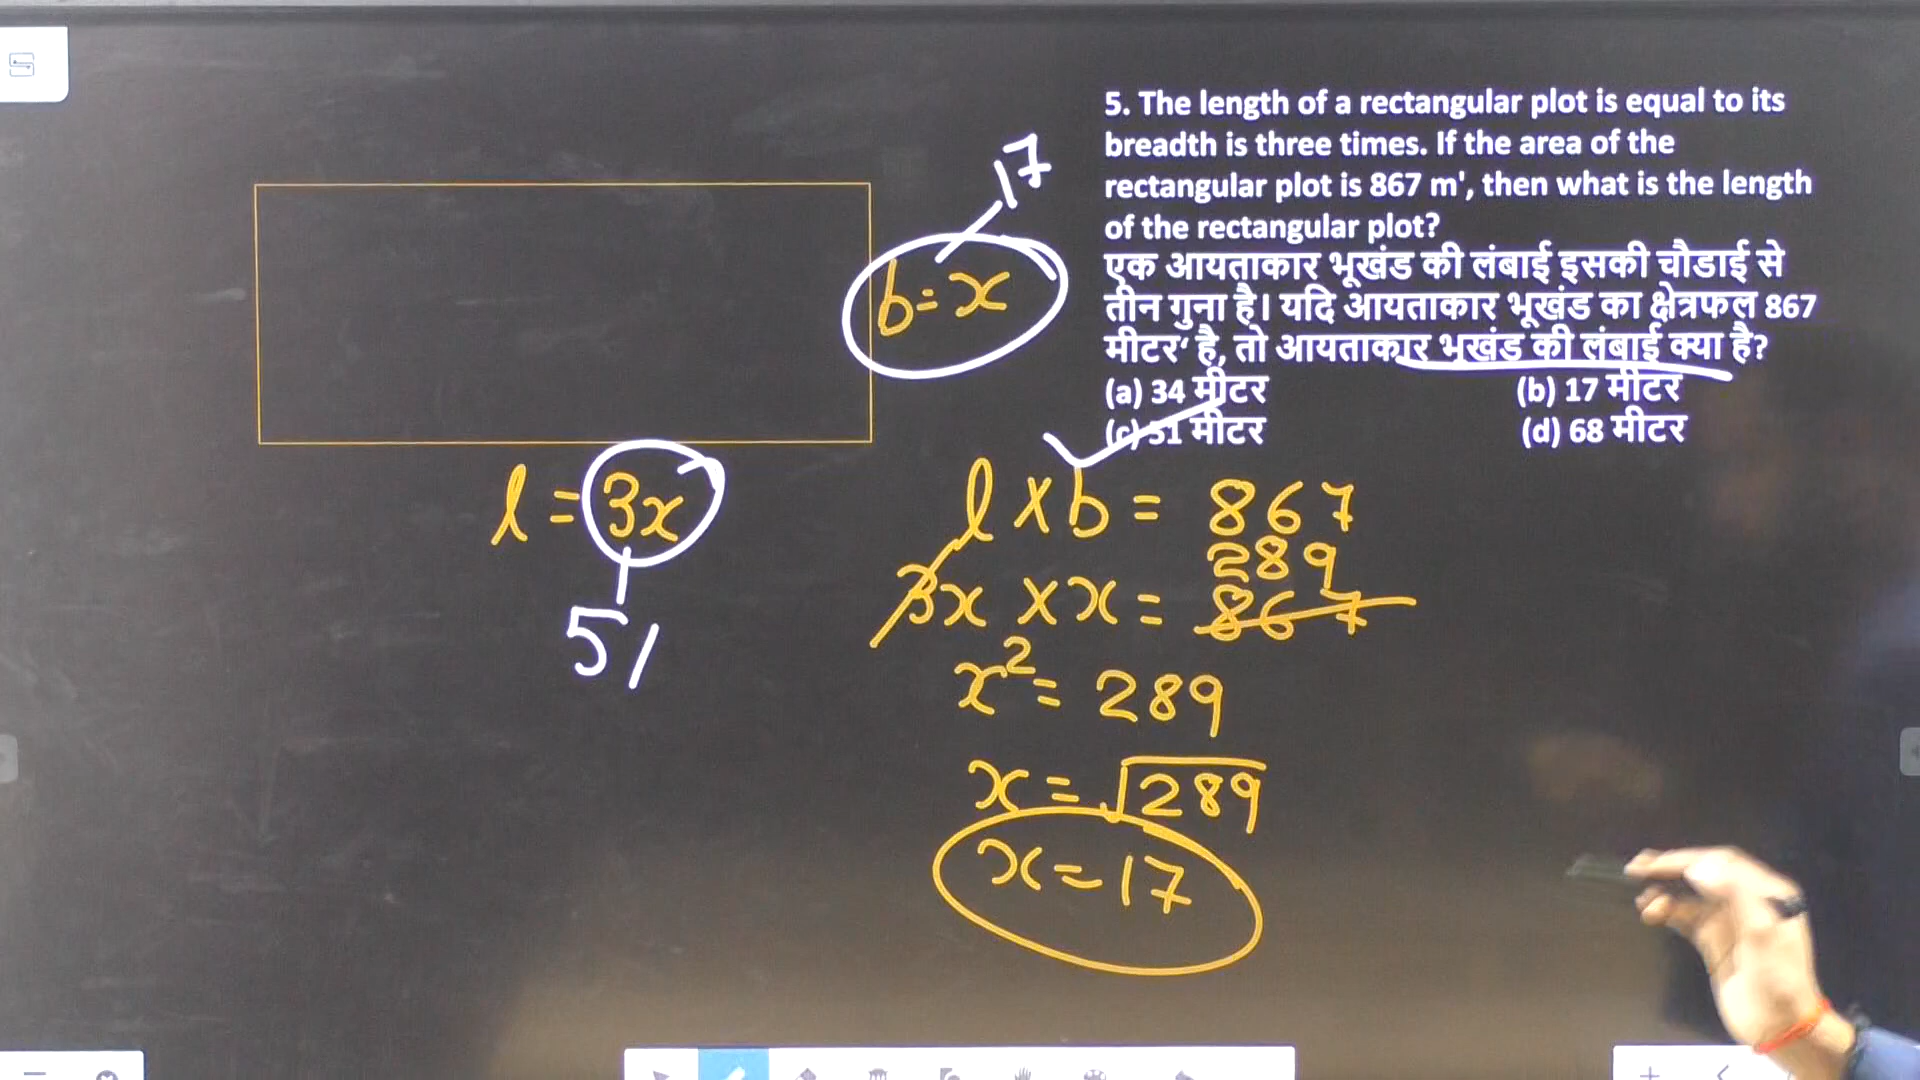 5. The length of a rectangular plot is equal to its
breadth is three times. If the area of the
rectangular plot is 867 m', then what is the length
of the rectangular plot?
एक आयताकार भूखंड की लंबाई इसकी चौडाई से
तीन गुना है। यदि आयताकार भूखंड का क्षेत्रफल 867
मीटर' है, तो आयताकार भूखंड की लंबाई क्या है?
(a) 34 मीटर (b) 17 मीटर
(c) 51 मीटर (d) 68 मीटर
17
b = x
l = 3x
51
l x b = 867
289
3x x x = 867
x² = 289
x = √289
x = 17